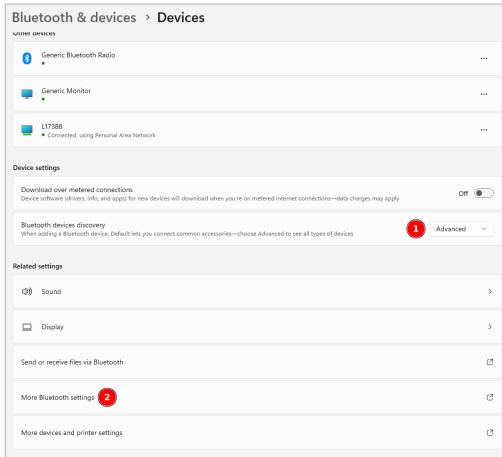 Bluetooth & devices > Devices
Other devices
Generic Bluetooth Radio
Generic Monitor
L17388
Connected, using Personal Area Network
Device settings
Download over metered connections
Off
Device software (drivers, info, and apps) for new devices will download when you're on metered internet connections—data charges may apply
Bluetooth devices discovery
1
Advanced
When adding a Bluetooth device, Default lets you connect common accessories—choose Advanced to see all types of devices
Related settings
Sound
Display
Send or receive files via Bluetooth
More Bluetooth settings 2
More devices and printer settings